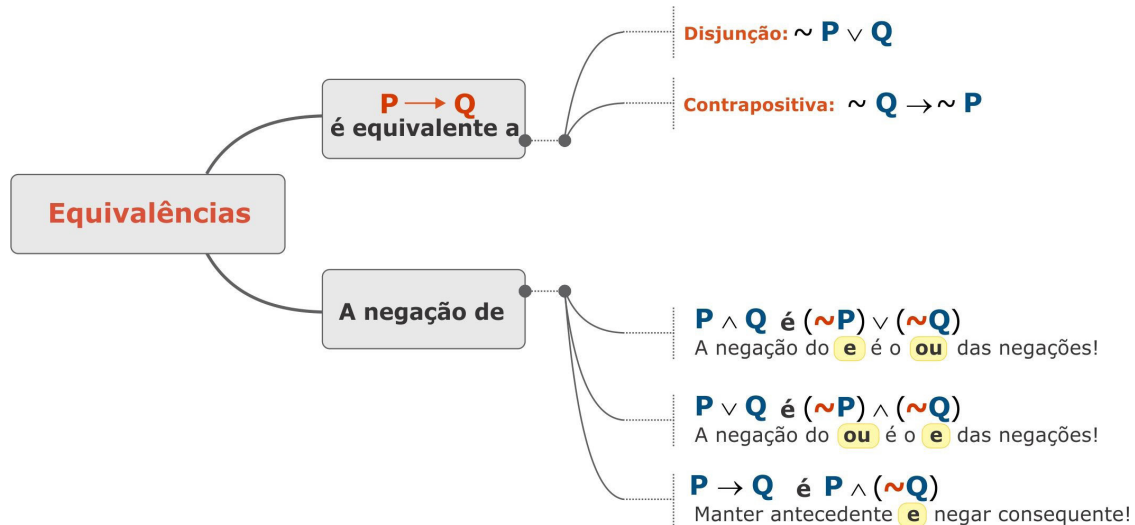 Equivalências
P → Q
é equivalente a
Disjunção: ~ P ∨ Q
Contrapositiva: ~ Q →~ P
A negação de
P ∧ Q é (~P) ∨ (~Q)
A negação do e é o ou das negações!
P ∨ Q é (~P) ∧ (~Q)
A negação do ou é o e das negações!
P → Q é P ∧ (~Q)
Manter antecedente e negar consequente!